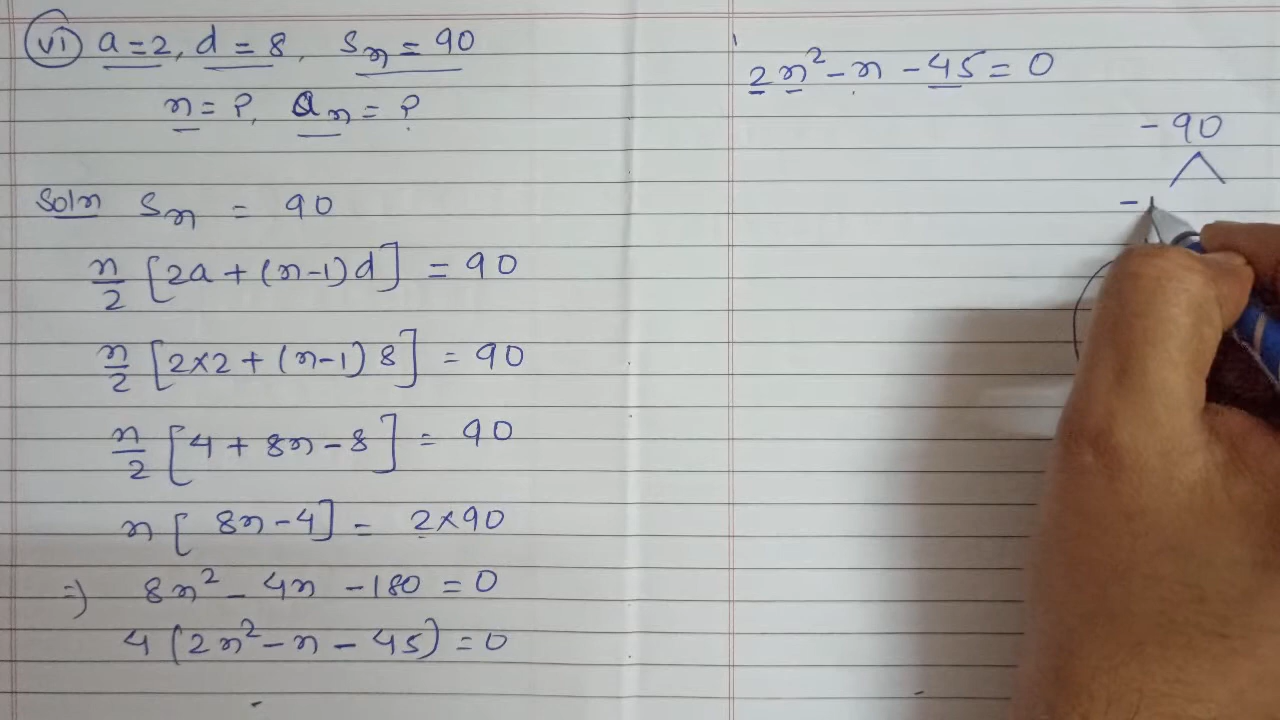 (vi) a = 2, d = 8, Sn = 90
n = ?, an = ?
Soln Sn = 90
n/2 [2a + (n-1)d] = 90
n/2 [2×2 + (n-1) 8] = 90
n/2 [4 + 8n - 8] = 90
n [8n - 4] = 2×90
=) 8n² - 4n - 180 = 0
4 (2n² - n - 45) = 0
2n² - n - 45 = 0
- 90
-